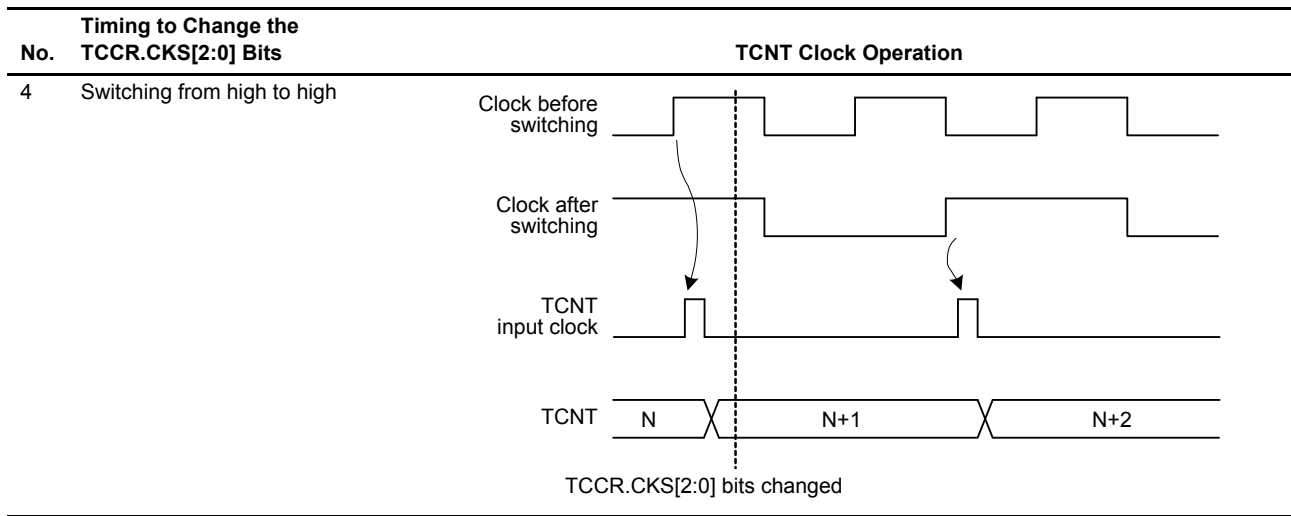 No.
Timing to Change the
TCCR.CKS[2:0] Bits
TCNT Clock Operation
4
Switching from high to high
Clock before
switching
Clock after
switching
TCNT
input clock
TCNT
N
N+1
N+2
TCCR.CKS[2:0] bits changed